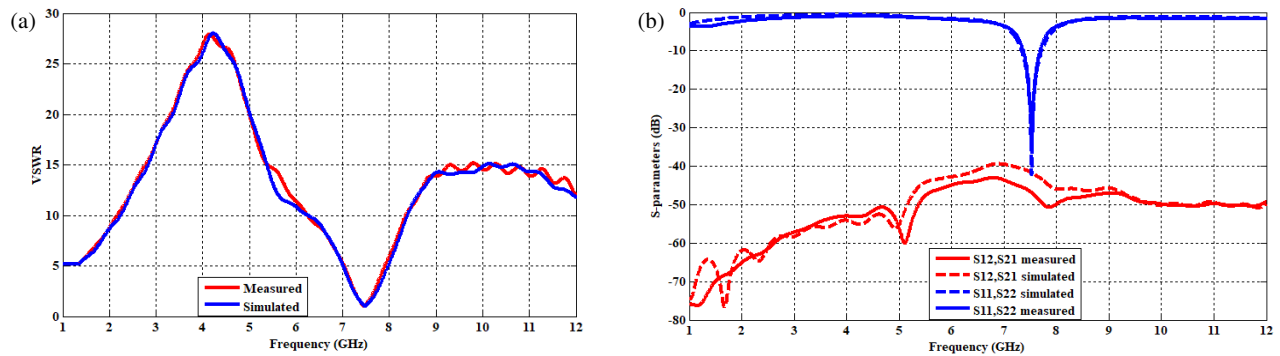 (a)
30
25
20
15
10
5
0
VSWR
Measured
Simulated
1 2 3 4 5 6 7 8 9 10 11 12
Frequency (GHz)
(b)
0
-10
-20
-30
-40
-50
-60
-70
-80
S-parameters (dB)
S12,S21 measured
S12,S21 simulated
S11,S22 simulated
S11,S22 measured
1 2 3 4 5 6 7 8 9 10 11 12
Frequency (GHz)